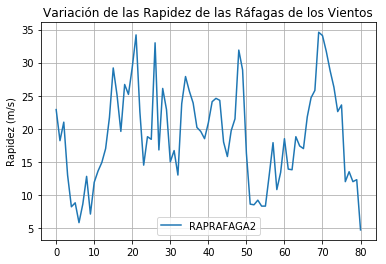 Variación de las Rapidez de las Ráfagas de los Vientos
Rapidez (m/s)
35
30
25
20
15
10
5
RAPRAFAGA2
0 10 20 30 40 50 60 70 80